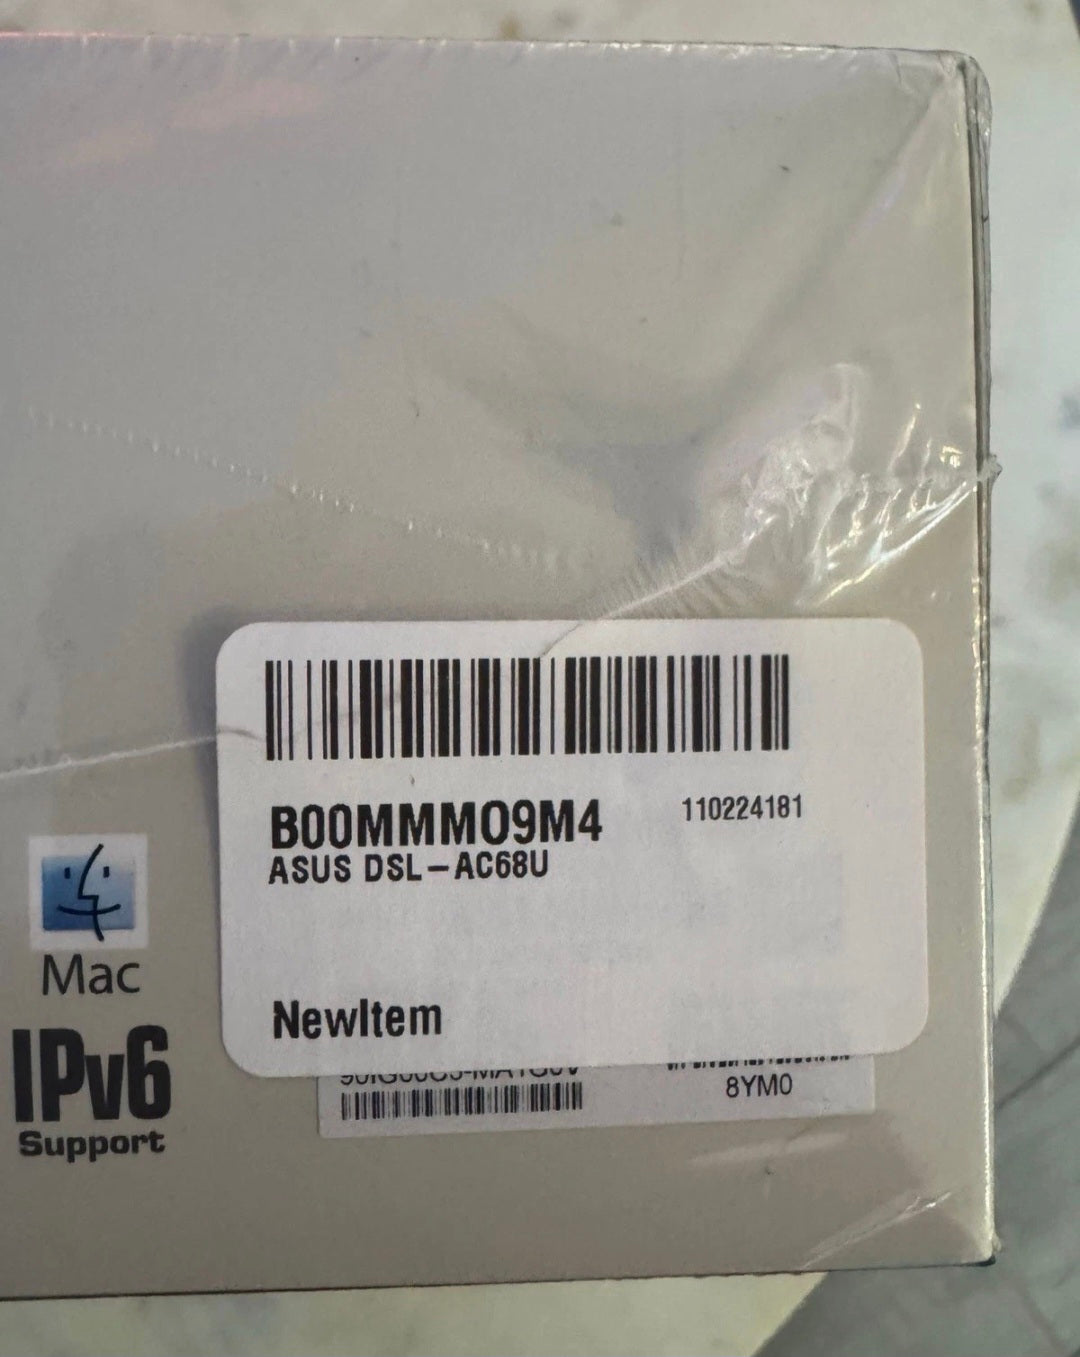 B00MMMO9M4
110224181
ASUS DSL-AC68U
NewItem
Mac
IPv6
Support
8YM0